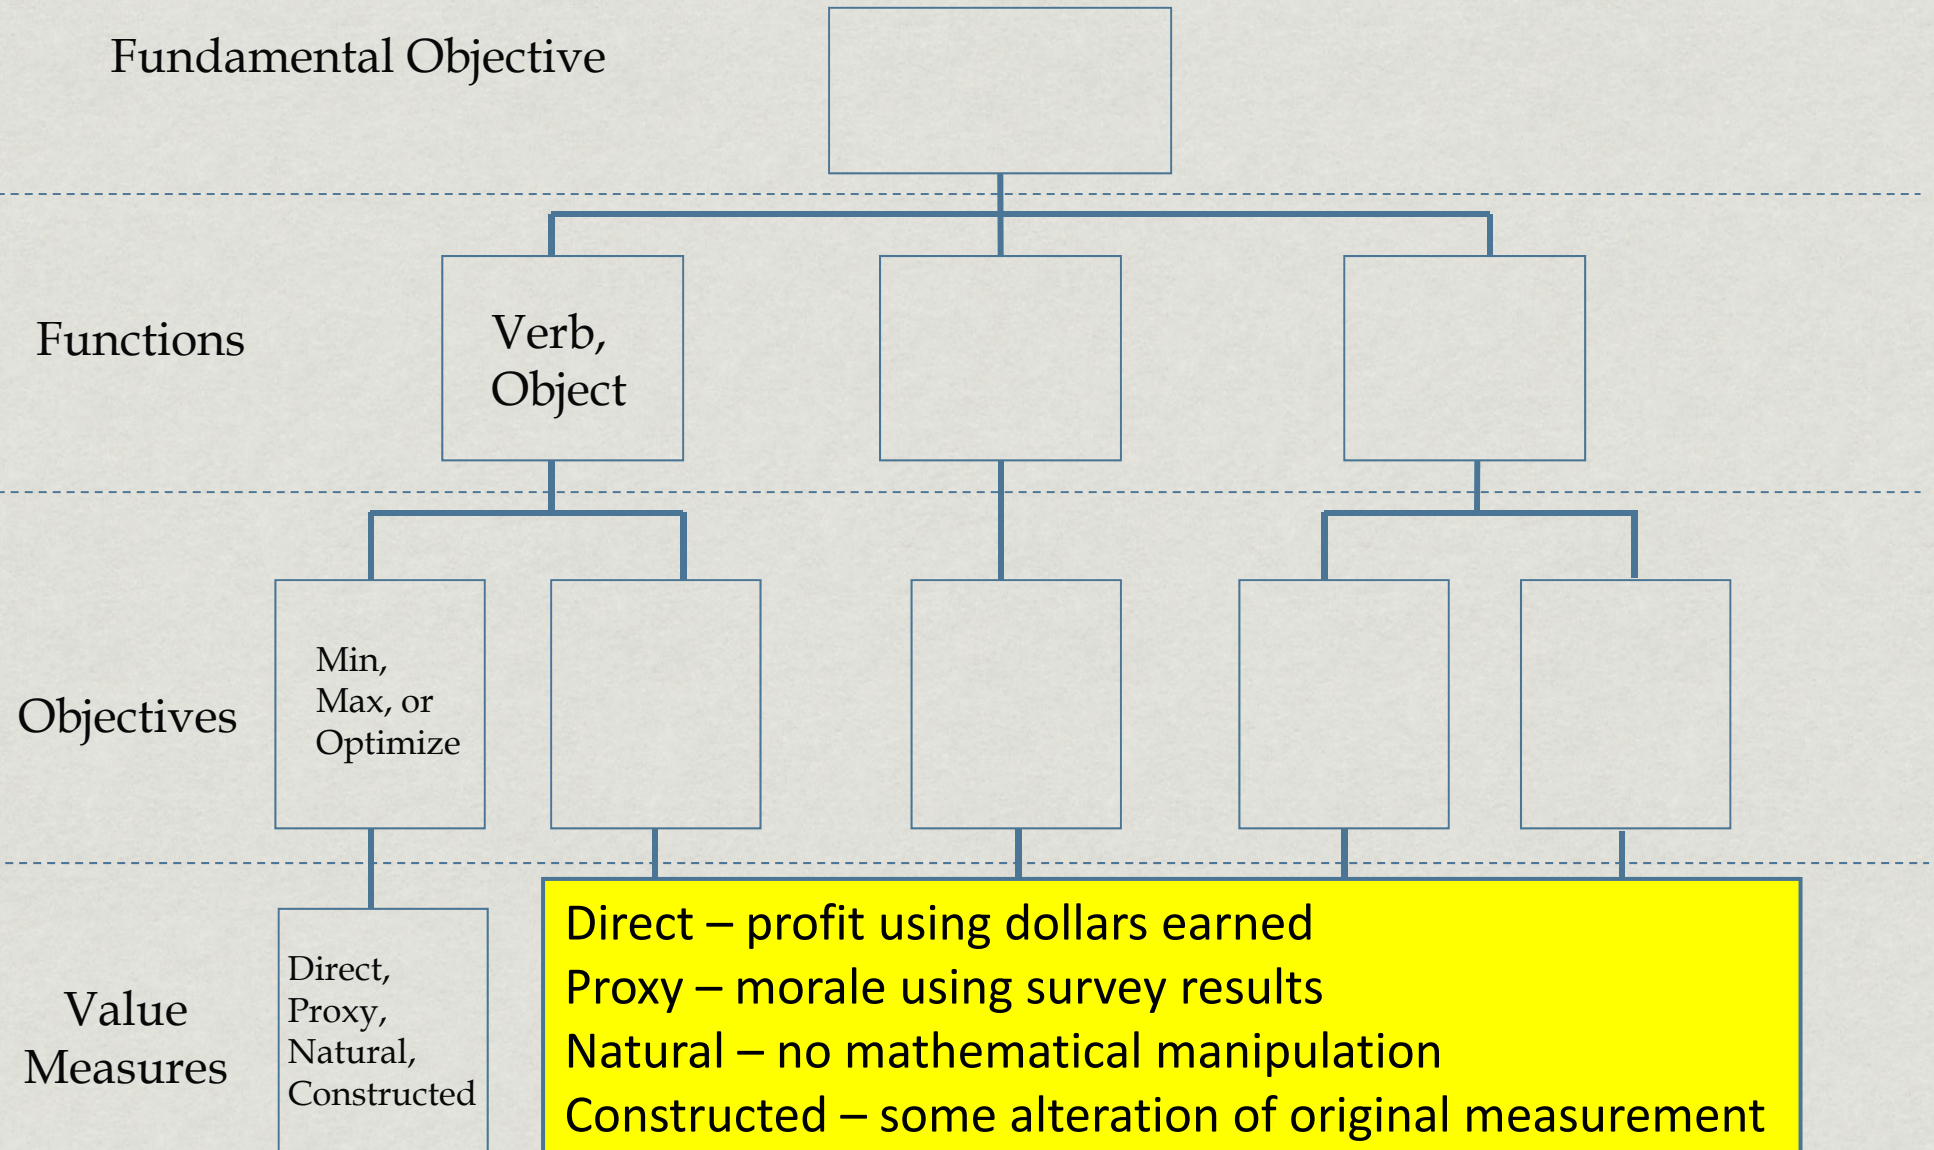 Fundamental Objective
Functions
Verb,
Object
Objectives
Min,
Max, or
Optimize
Value
Measures
Direct,
Proxy,
Natural,
Constructed
Direct – profit using dollars earned
Proxy – morale using survey results
Natural – no mathematical manipulation
Constructed – some alteration of original measurement